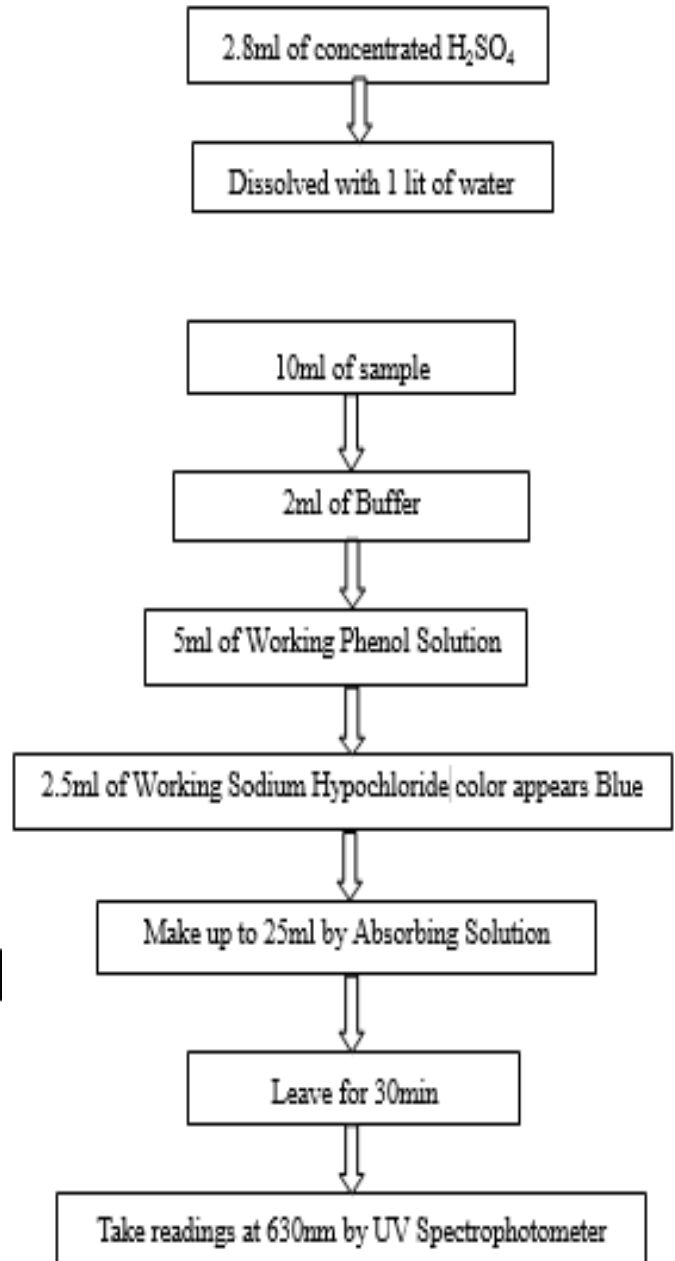 2.8ml of concentrated H₂SO₄
Dissolved with 1 lit of water
10ml of sample
2ml of Buffer
5ml of Working Phenol Solution
2.5ml of Working Sodium Hypochloride color appears Blue
Make up to 25ml by Absorbing Solution
Leave for 30min
Take readings at 630nm by UV Spectrophotometer